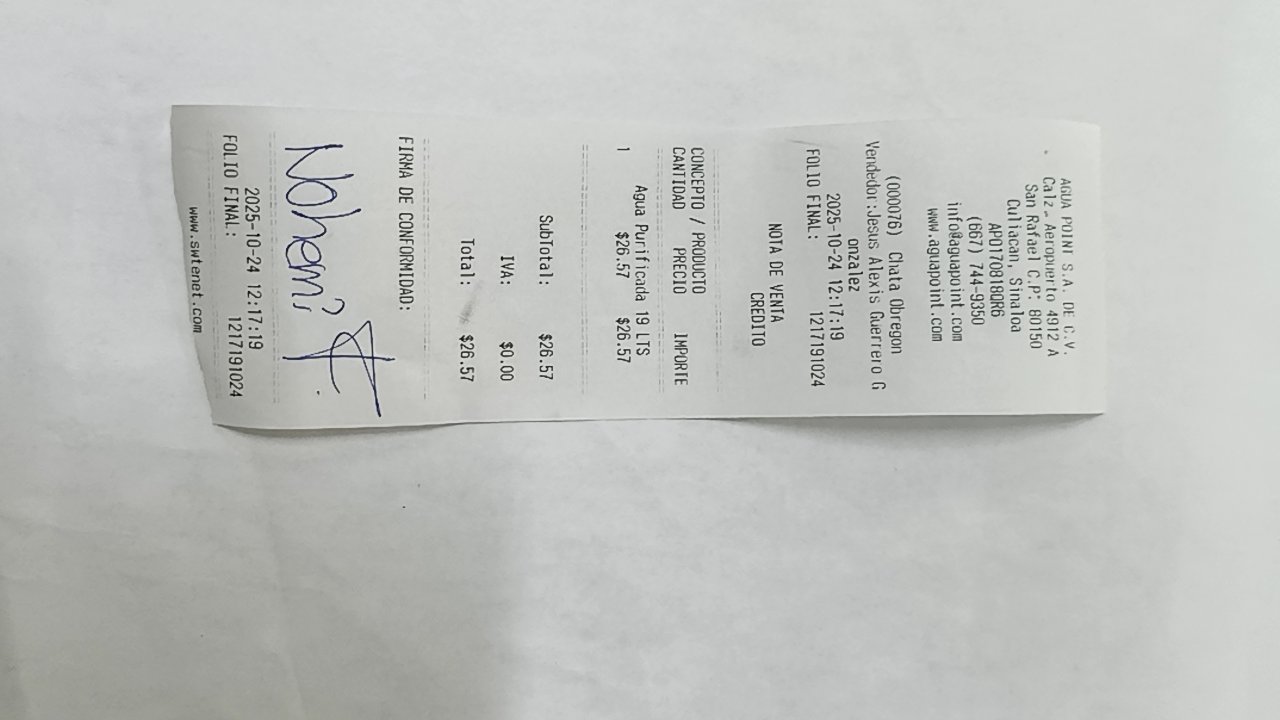 AGUA POINT S.A. DE C.V.
Calz. Aeropuerto 4912 A
San Rafael C.P: 80150
Culiacan, Sinaloa
APO170818QR6
(667) 744-9350
info@aguapoint.com
www.aguapoint.com
(000076) Clata Obregon
Vendedor:Jesus Alexis Guerrero G
onzalez
2025-10-24 12:17:19
FOLIO FINAL: 1217191024
NOTA DE VENTA
CREDITO
CONCEPTO / PRODUCTO
CANTIDAD PRECIO IMPORTE
Agua Purificada 19 LTS
1 $26.57 $26.57
SubTotal: $26.57
IVA: $0.00
Total: $26.57
FIRMA DE CONFORMIDAD:
Nohemi
2025-10-24 12:17:19
FOLIO FINAL: 1217191024
www.swtenet.com